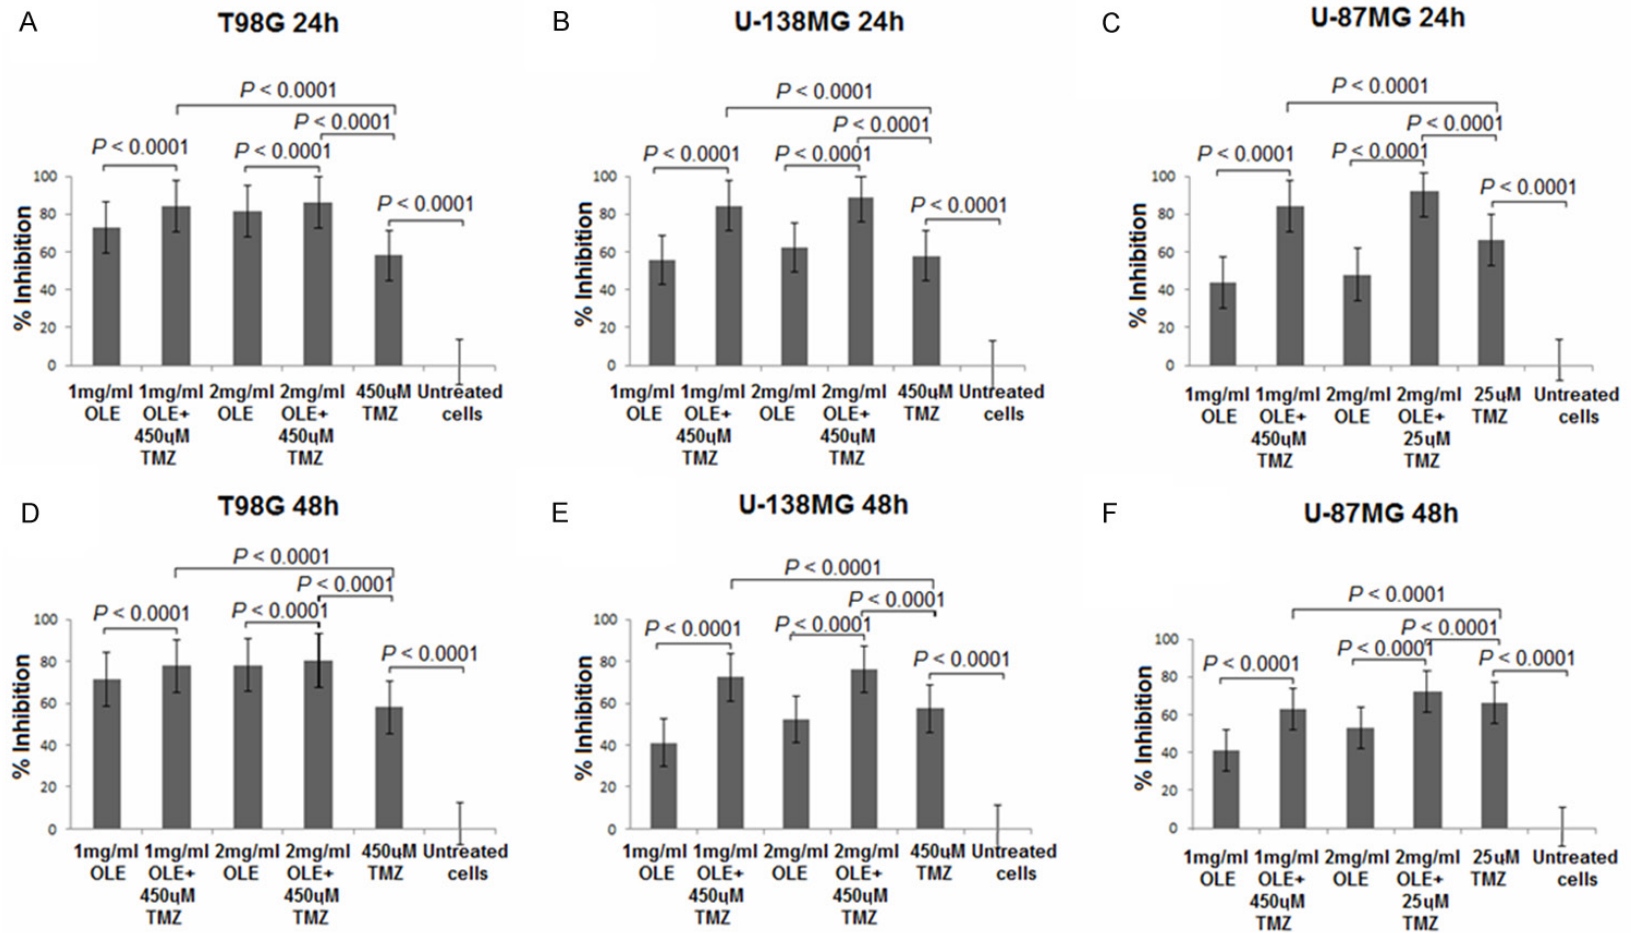 A
T98G 24h
P < 0.0001
P < 0.0001
P < 0.0001
P < 0.0001
P < 0.0001
% Inhibition
100
80
60
40
20
0
1mg/ml OLE
1mg/ml OLE+ 450uM TMZ
2mg/ml OLE
2mg/ml OLE+ 450uM TMZ
450uM TMZ
Untreated cells
B
U-138MG 24h
P < 0.0001
P < 0.0001
P < 0.0001
P < 0.0001
P < 0.0001
% Inhibition
100
80
60
40
20
0
1mg/ml OLE
1mg/ml OLE+ 450uM TMZ
2mg/ml OLE
2mg/ml OLE+ 450uM TMZ
450uM TMZ
Untreated cells
C
U-87MG 24h
P < 0.0001
P < 0.0001
P < 0.0001
P < 0.0001
P < 0.0001
% Inhibition
100
80
60
40
20
0
1mg/ml OLE
1mg/ml OLE+ 450uM TMZ
2mg/ml OLE
2mg/ml OLE+ 25uM TMZ
25uM TMZ
Untreated cells
D
T98G 48h
P < 0.0001
P < 0.0001
P < 0.0001
P < 0.0001
P < 0.0001
% Inhibition
100
80
60
40
20
0
1mg/ml OLE
1mg/ml OLE+ 450uM TMZ
2mg/ml OLE
2mg/ml OLE+ 450uM TMZ
450uM TMZ
Untreated cells
E
U-138MG 48h
P < 0.0001
P < 0.0001
P < 0.0001
P < 0.0001
P < 0.0001
% Inhibition
100
80
60
40
20
0
1mg/ml OLE
1mg/ml OLE+ 450uM TMZ
2mg/ml OLE
2mg/ml OLE+ 450uM TMZ
450uM TMZ
Untreated cells
F
U-87MG 48h
P < 0.0001
P < 0.0001
P < 0.0001
P < 0.0001
P < 0.0001
% Inhibition
100
80
60
40
20
0
1mg/ml OLE
1mg/ml OLE+ 450uM TMZ
2mg/ml OLE
2mg/ml OLE+ 25uM TMZ
25uM TMZ
Untreated cells